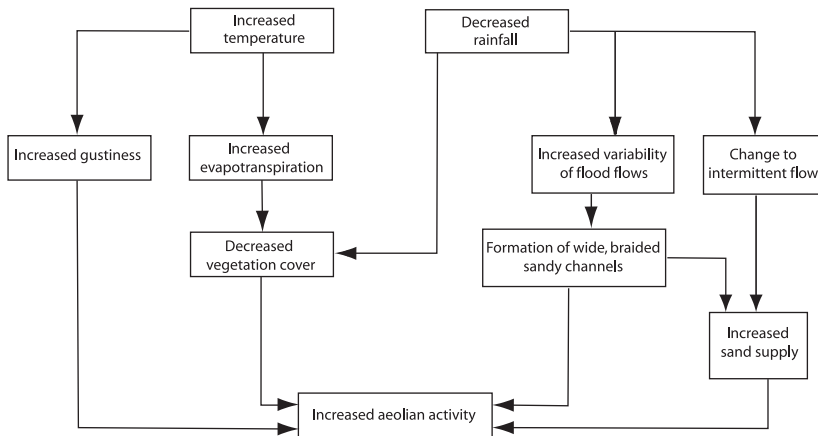 Increased
temperature
Decreased
rainfall
Increased gustiness
Increased
evapotranspiration
Increased variability
of flood flows
Change to
intermittent flow
Decreased
vegetation cover
Formation of wide, braided
sandy channels
Increased
sand supply
Increased aeolian activity